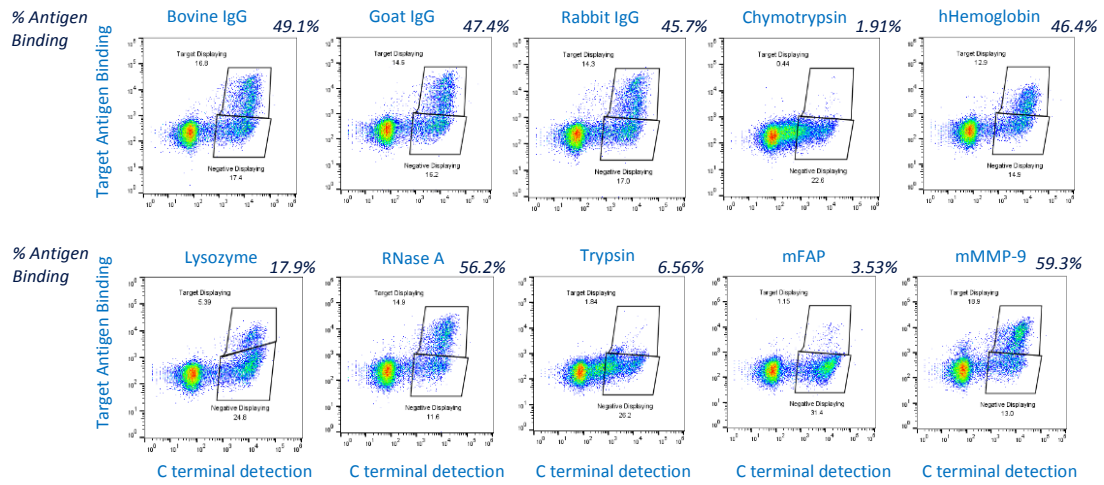 % Antigen
Binding
Bovine IgG 49.1%
Goat IgG 47.4%
Rabbit IgG 45.7%
Chymotrypsin 1.91%
hHemoglobin 46.4%
Target Antigen Binding
Target Displaying
16.8
Negative Displaying
17.4
Target Displaying
14.6
Negative Displaying
16.2
Target Displaying
14.3
Negative Displaying
17.0
Target Displaying
0.44
Negative Displaying
22.6
Target Displaying
12.9
Negative Displaying
14.9
% Antigen
Binding
Lysozyme 17.9%
RNase A 56.2%
Trypsin 6.56%
mFAP 3.53%
mMMP-9 59.3%
Target Antigen Binding
Target Displaying
5.39
Negative Displaying
24.8
Target Displaying
14.9
Negative Displaying
11.6
Target Displaying
1.84
Negative Displaying
26.2
Target Displaying
1.15
Negative Displaying
31.4
Target Displaying
18.9
Negative Displaying
13.0
C terminal detection
C terminal detection
C terminal detection
C terminal detection
C terminal detection